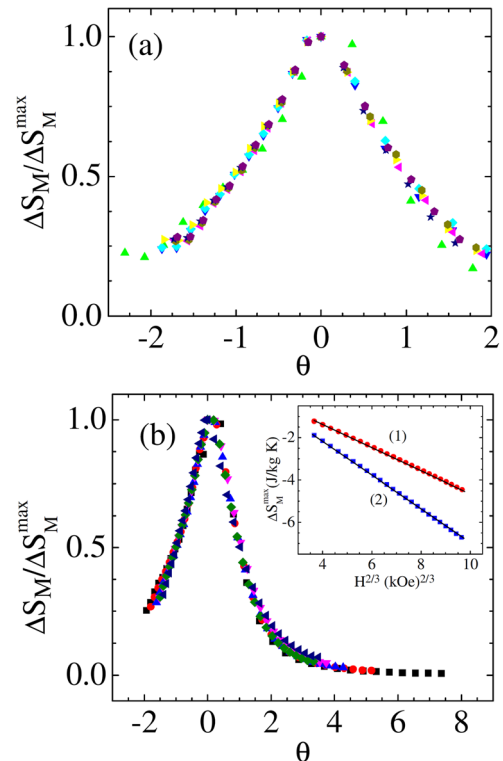 (a)
ΔS_M/ΔS_M^max
1.0
0.5
0.0
-2 -1 0 1 2
θ
(b)
ΔS_M/ΔS_M^max
1.0
0.5
0.0
-2 0 2 4 6 8
θ
ΔS_M^max (J/kg K)
-2
-4
-6
(1)
(2)
4 6 8 10
H^2/3 (kOe)^2/3